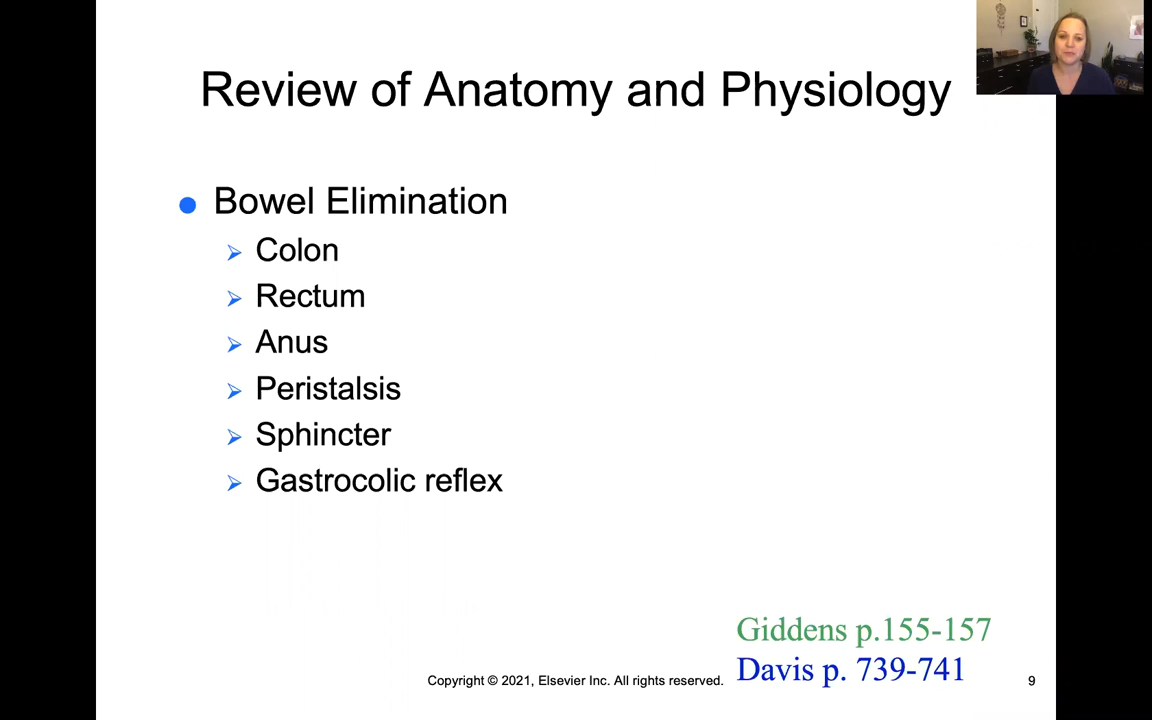 Review of Anatomy and Physiology
Bowel Elimination
Colon
Rectum
Anus
Peristalsis
Sphincter
Gastrocolic reflex
Giddens p.155-157
Davis p. 739-741
Copyright © 2021, Elsevier Inc. All rights reserved.
9